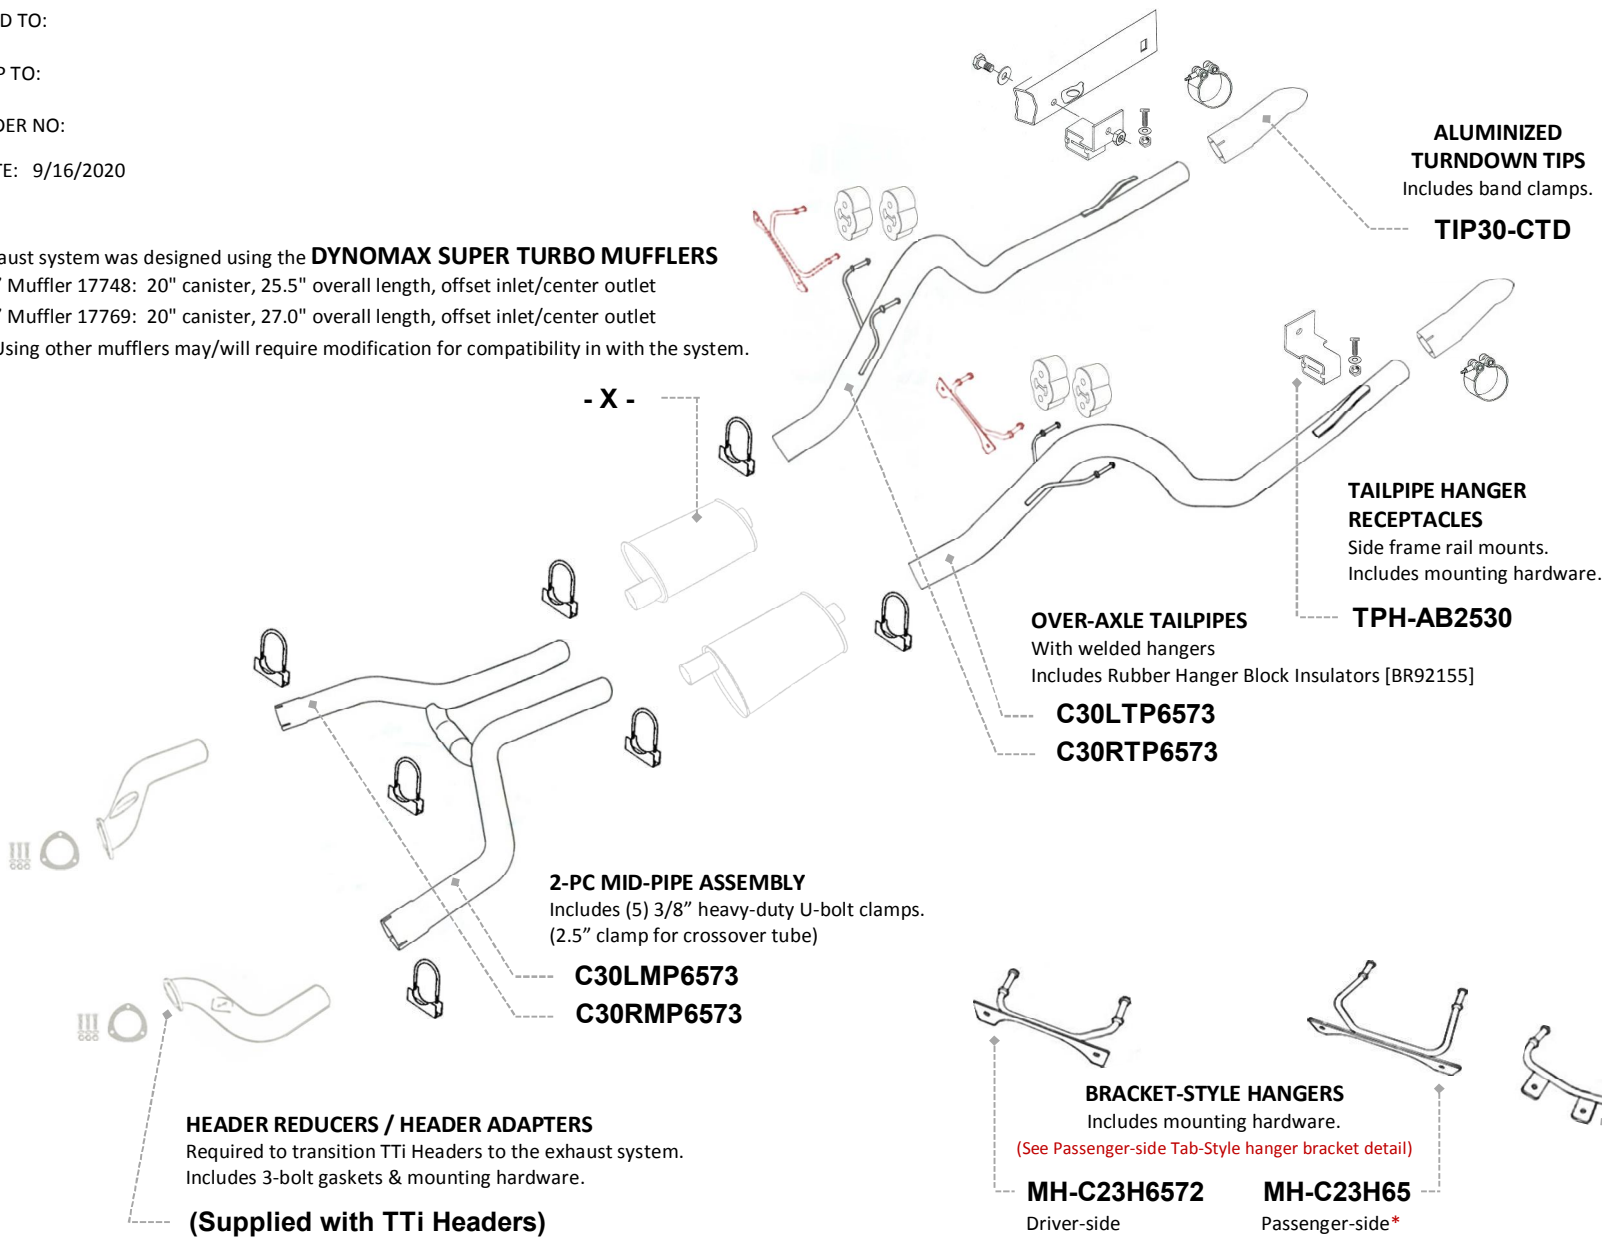 D TO:
P TO:
DER NO:
TE: 9/16/2020
aust system was designed using the DYNOMAX SUPER TURBO MUFFLERS
” Muffler 17748: 20" canister, 25.5" overall length, offset inlet/center outlet
” Muffler 17769: 20" canister, 27.0" overall length, offset inlet/center outlet
Using other mufflers may/will require modification for compatibility in with the system.
- X -
ALUMINIZED
TURNDOWN TIPS
Includes band clamps.
TIP30-CTD
TAILPIPE HANGER
RECEPTACLES
Side frame rail mounts.
Includes mounting hardware.
TPH-AB2530
OVER-AXLE TAILPIPES
With welded hangers
Includes Rubber Hanger Block Insulators [BR92155]
C30LTP6573
C30RTP6573
2-PC MID-PIPE ASSEMBLY
Includes (5) 3/8” heavy-duty U-bolt clamps.
(2.5” clamp for crossover tube)
C30LMP6573
C30RMP6573
HEADER REDUCERS / HEADER ADAPTERS
Required to transition TTi Headers to the exhaust system.
Includes 3-bolt gaskets & mounting hardware.
(Supplied with TTi Headers)
BRACKET-STYLE HANGERS
Includes mounting hardware.
(See Passenger-side Tab-Style hanger bracket detail)
MH-C23H6572
Driver-side
MH-C23H65
Passenger-side*